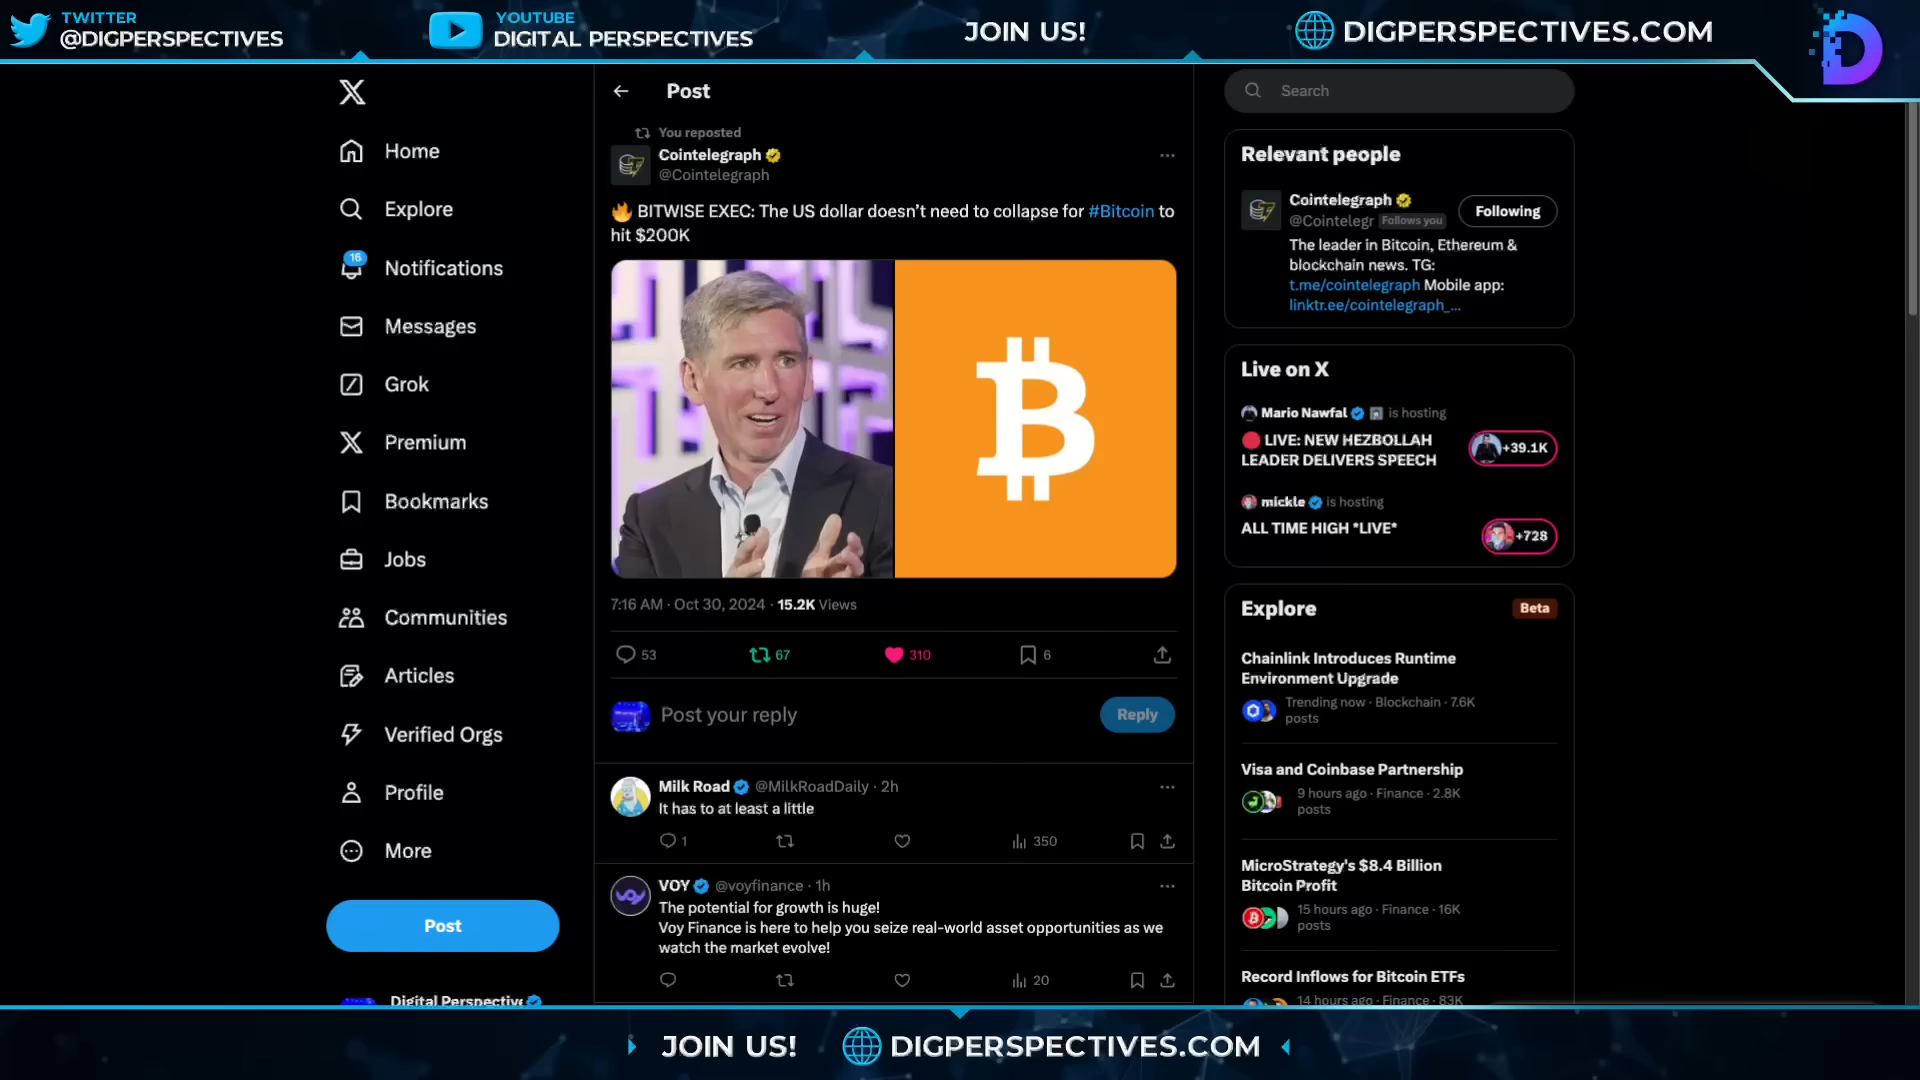 TWITTER
@DIGPERSPECTIVES
YOUTUBE
DIGITAL PERSPECTIVES
JOIN US!
DIGPERSPECTIVES.COM
Home
Explore
16
Notifications
Messages
Grok
Premium
Bookmarks
Jobs
Communities
Articles
Verified Orgs
Profile
More
Post
Digital Perspective
Post
You reposted
Cointelegraph
@Cointelegraph
🔥 BITWISE EXEC: The US dollar doesn't need to collapse for #Bitcoin to
hit $200K
7:16 AM · Oct 30, 2024 · 15.2K Views
53
67
310
6
Post your reply
Reply
Milk Road @MilkRoadDaily · 2h
It has to at least a little
1
350
VOY @voyfinance · 1h
The potential for growth is huge!
Voy Finance is here to help you seize real-world asset opportunities as we
watch the market evolve!
20
Search
Relevant people
Cointelegraph
@Cointelegr Follows you
Following
The leader in Bitcoin, Ethereum &
blockchain news. TG:
t.me/cointelegraph Mobile app:
linktr.ee/cointelegraph_...
Live on X
Mario Nawfal is hosting
LIVE: NEW HEZBOLLAH
LEADER DELIVERS SPEECH
+39.1K
mickle is hosting
ALL TIME HIGH *LIVE*
+728
Explore
Beta
Chainlink Introduces Runtime
Environment Upgrade
Trending now · Blockchain · 7.6K
posts
Visa and Coinbase Partnership
9 hours ago · Finance · 2.8K
posts
MicroStrategy's $8.4 Billion
Bitcoin Profit
15 hours ago · Finance · 16K
posts
Record Inflows for Bitcoin ETFs
14 hours ago · Finance · 83K
JOIN US!
DIGPERSPECTIVES.COM